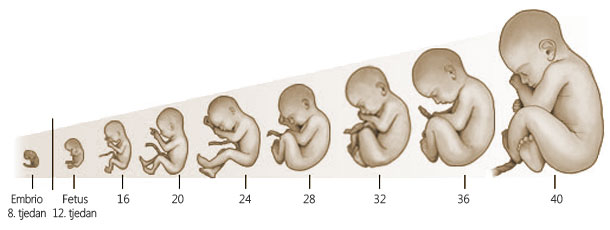 Embrio Fetus 16 20 24 28 32 36 40
8. tjedan 12. tjedan